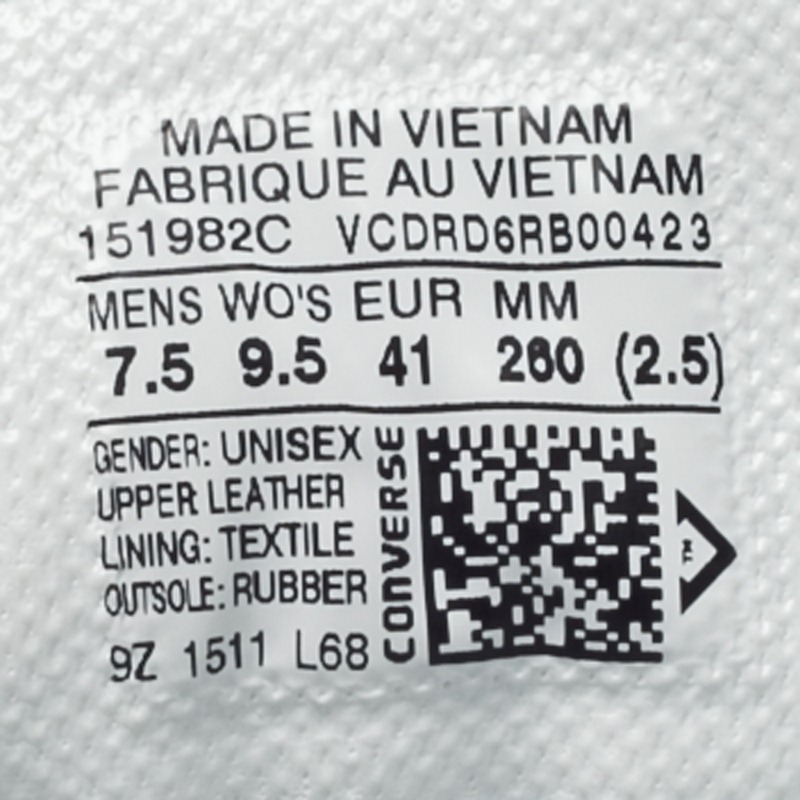 MADE IN VIETNAM
FABRIQUE AU VIETNAM
151982C VCDRD6RB00423
MENS WO'S EUR MM
7.5 9.5 41 260 (2.5)
GENDER: UNISEX
UPPER LEATHER
LINING: TEXTILE
OUTSOLE: RUBBER
9Z 1511 L68
CONVERSE
TM